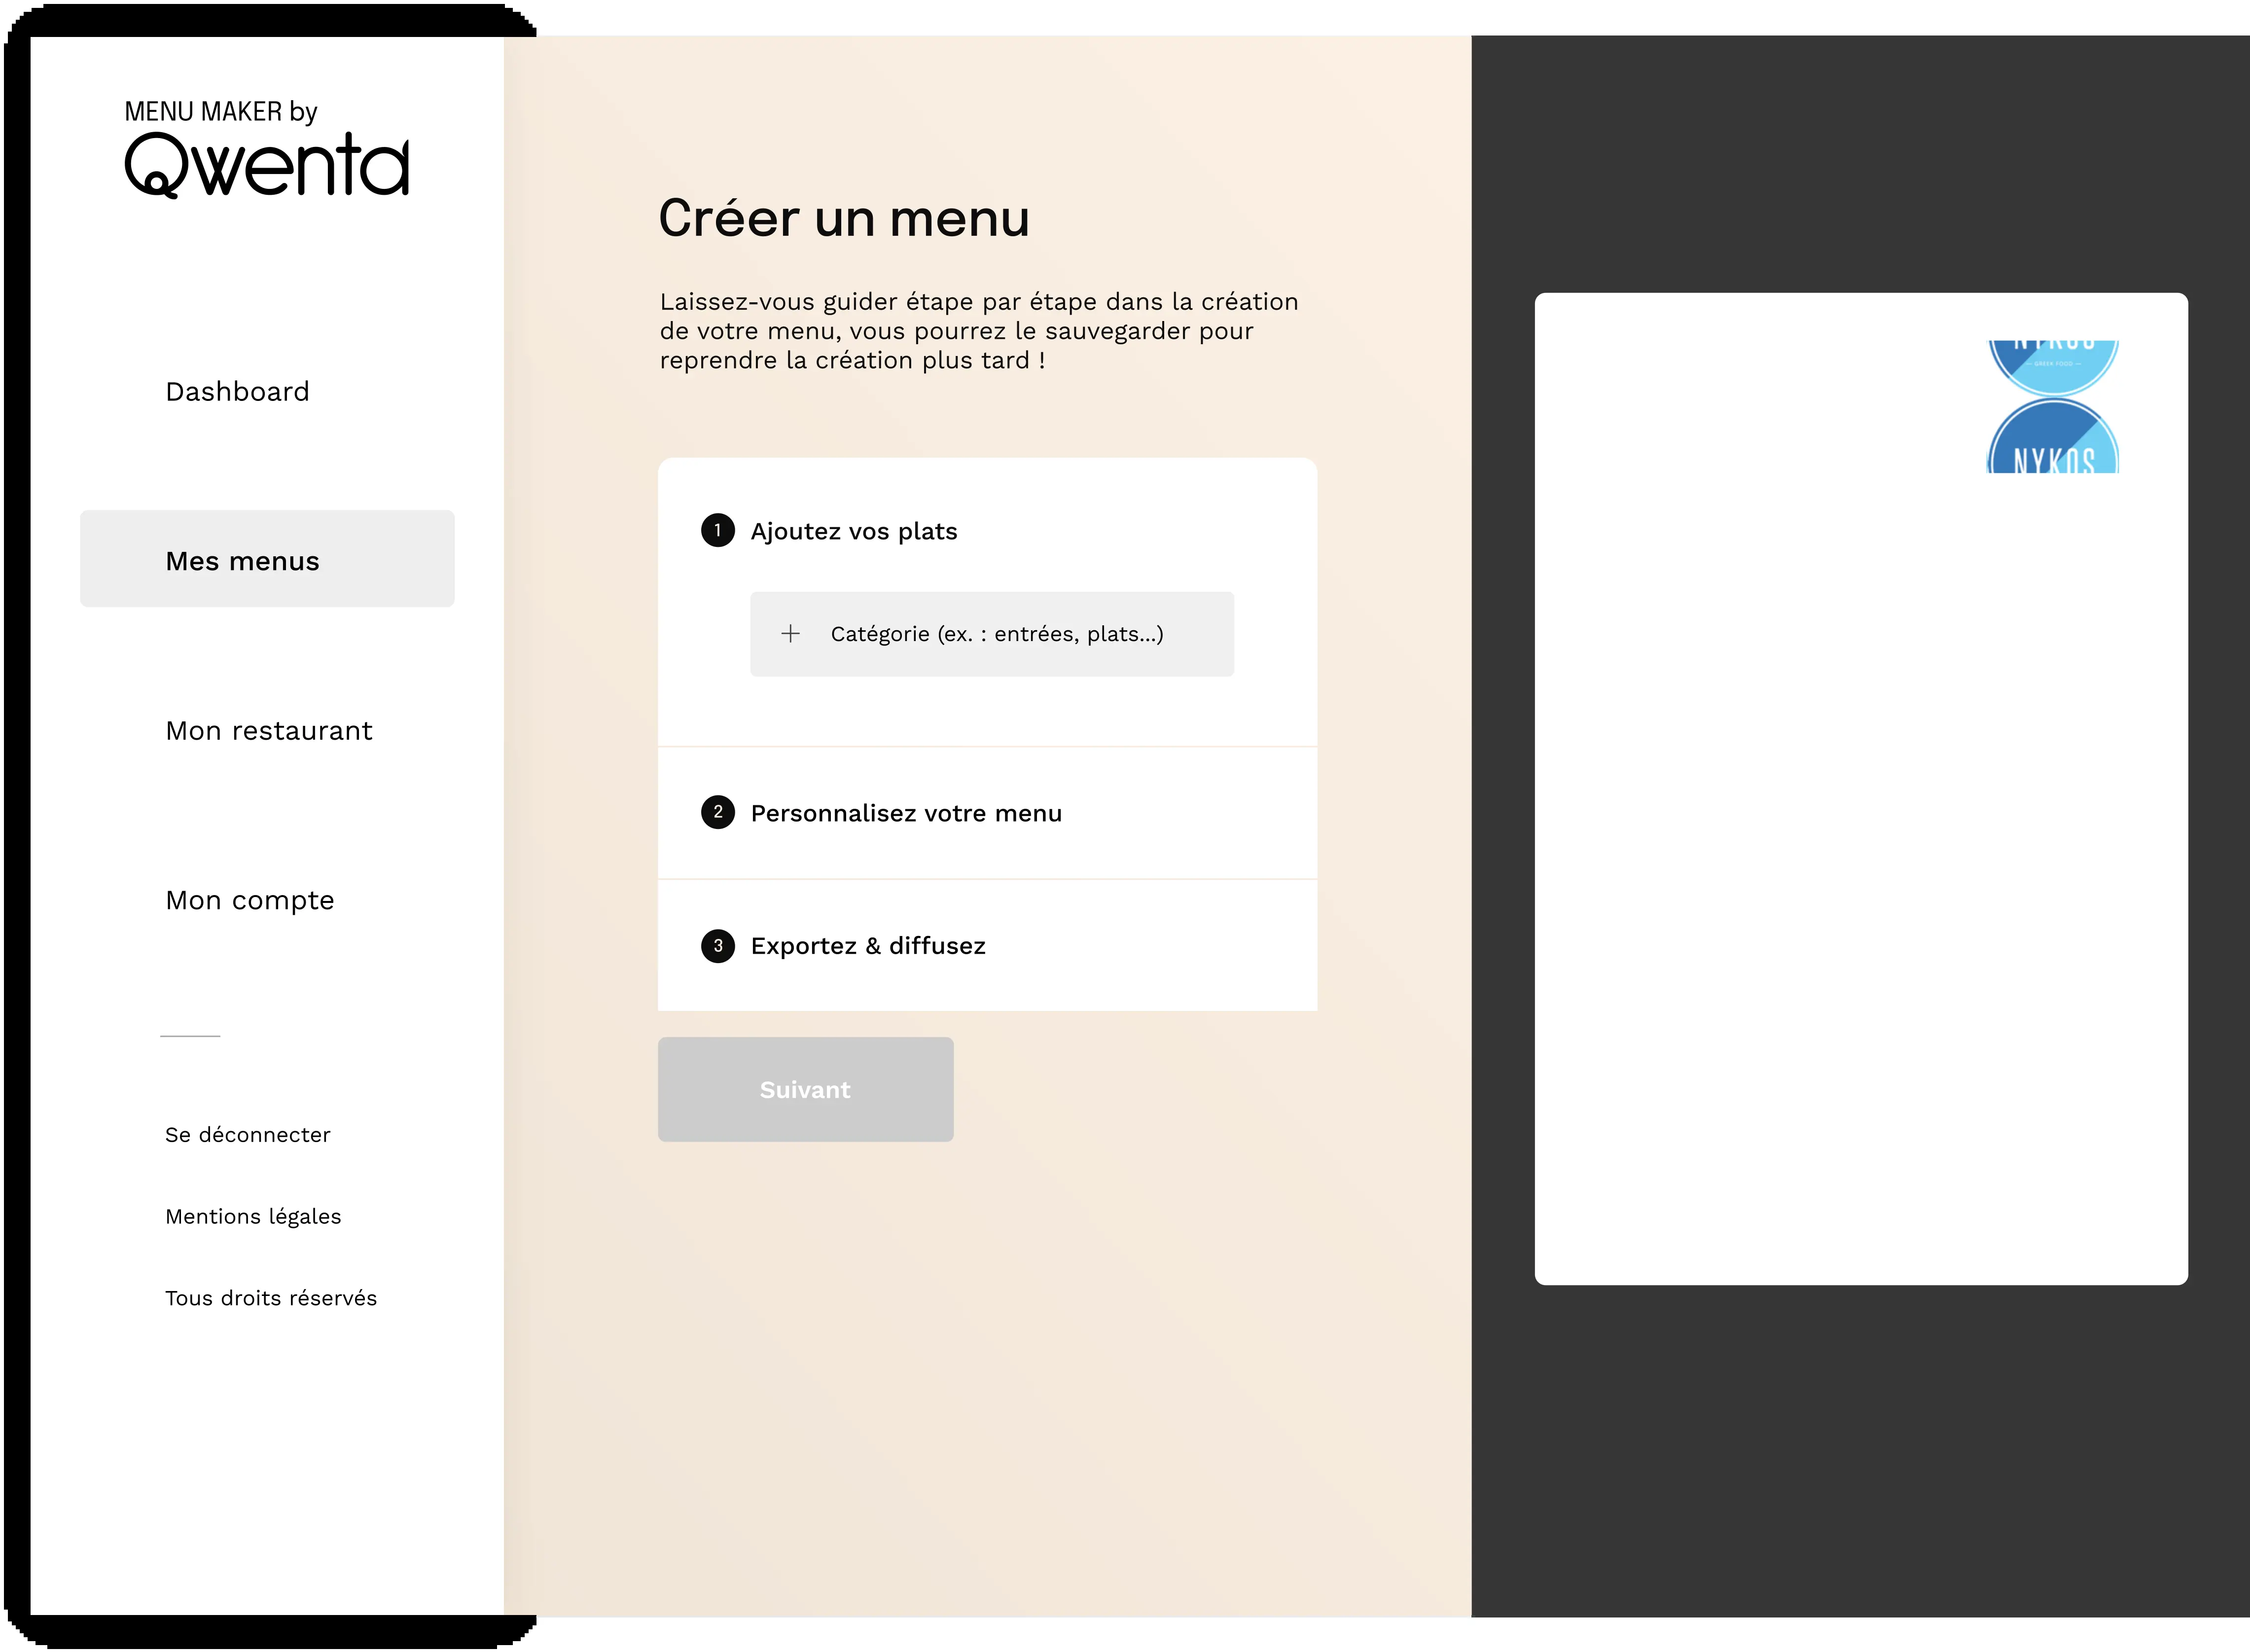 MENU MAKER by
Qwenta
Dashboard
Mes menus
Mon restaurant
Mon compte
Se déconnecter
Mentions légales
Tous droits réservés
Créer un menu
Laissez-vous guider étape par étape dans la création
de votre menu, vous pourrez le sauvegarder pour
reprendre la création plus tard !
1 Ajoutez vos plats
+ Catégorie (ex. : entrées, plats...)
2 Personnalisez votre menu
3 Exportez & diffusez
Suivant
NYKOS
— GREEK FOOD —
NYKOS